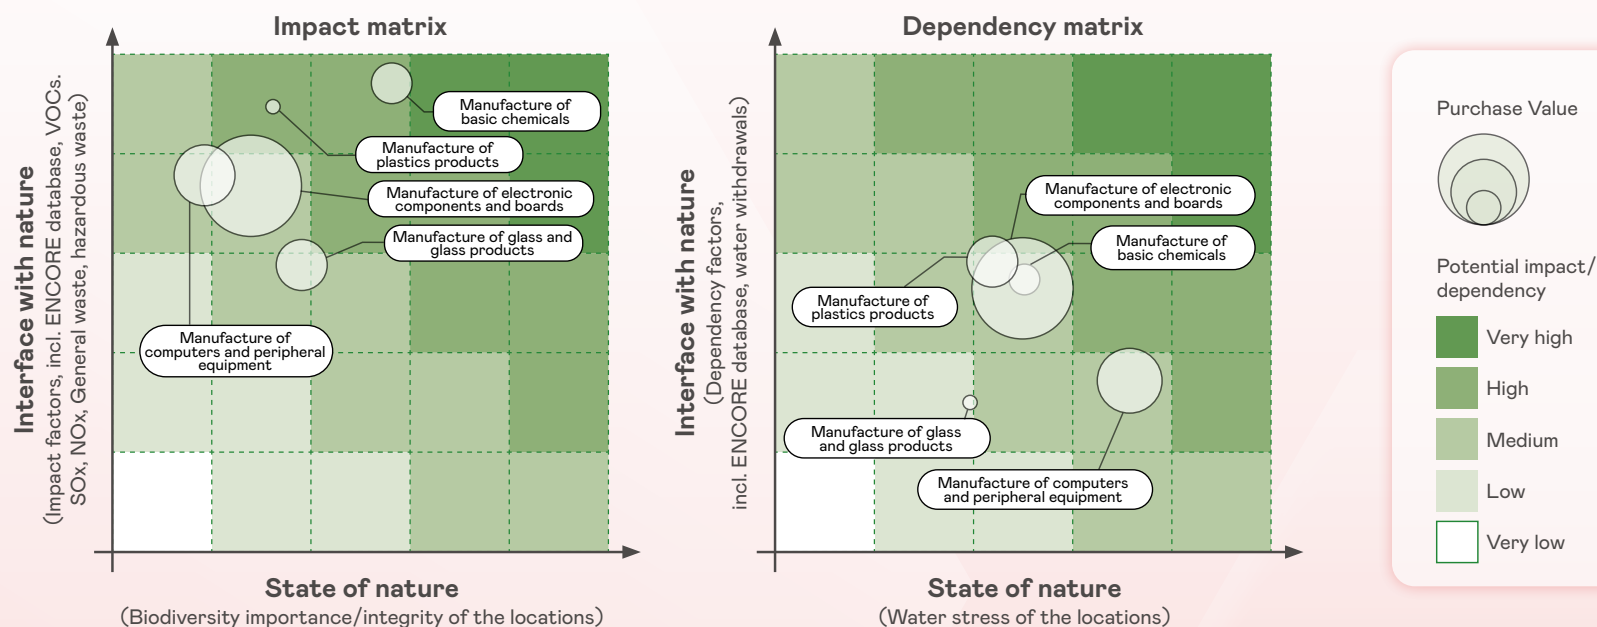 Impact matrix
Interface with nature
(Impact factors, incl. ENCORE database, VOCs.
SOx, NOx, General waste, hazardous waste)
Manufacture of
basic chemicals
Manufacture of
plastics products
Manufacture of electronic
components and boards
Manufacture of glass and
glass products
Manufacture of
computers and peripheral
equipment
State of nature
(Biodiversity importance/integrity of the locations)
Dependency matrix
Interface with nature
(Dependency factors,
incl. ENCORE database, water withdrawals)
Manufacture of electronic
components and boards
Manufacture of
basic chemicals
Manufacture of
plastics products
Manufacture of glass
and glass products
Manufacture of computers
and peripheral equipment
State of nature
(Water stress of the locations)
Purchase Value
Potential impact/
dependency
Very high
High
Medium
Low
Very low